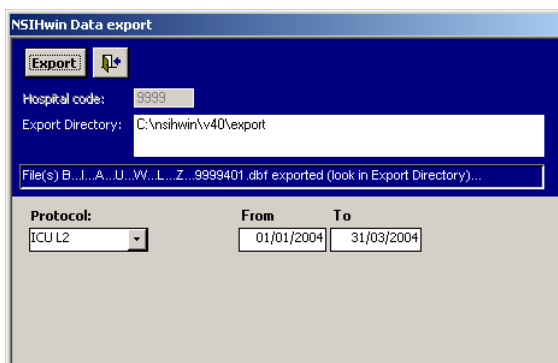 NSIHwin Data export
Export
Hospital code: 9999
Export Directory: C:\nsihwin\v40\export
File(s) B...I...A...U...W...L...Z...9999401.dbf exported (look in Export Directory)...
Protocol: From To
ICU L2 01/01/2004 31/03/2004